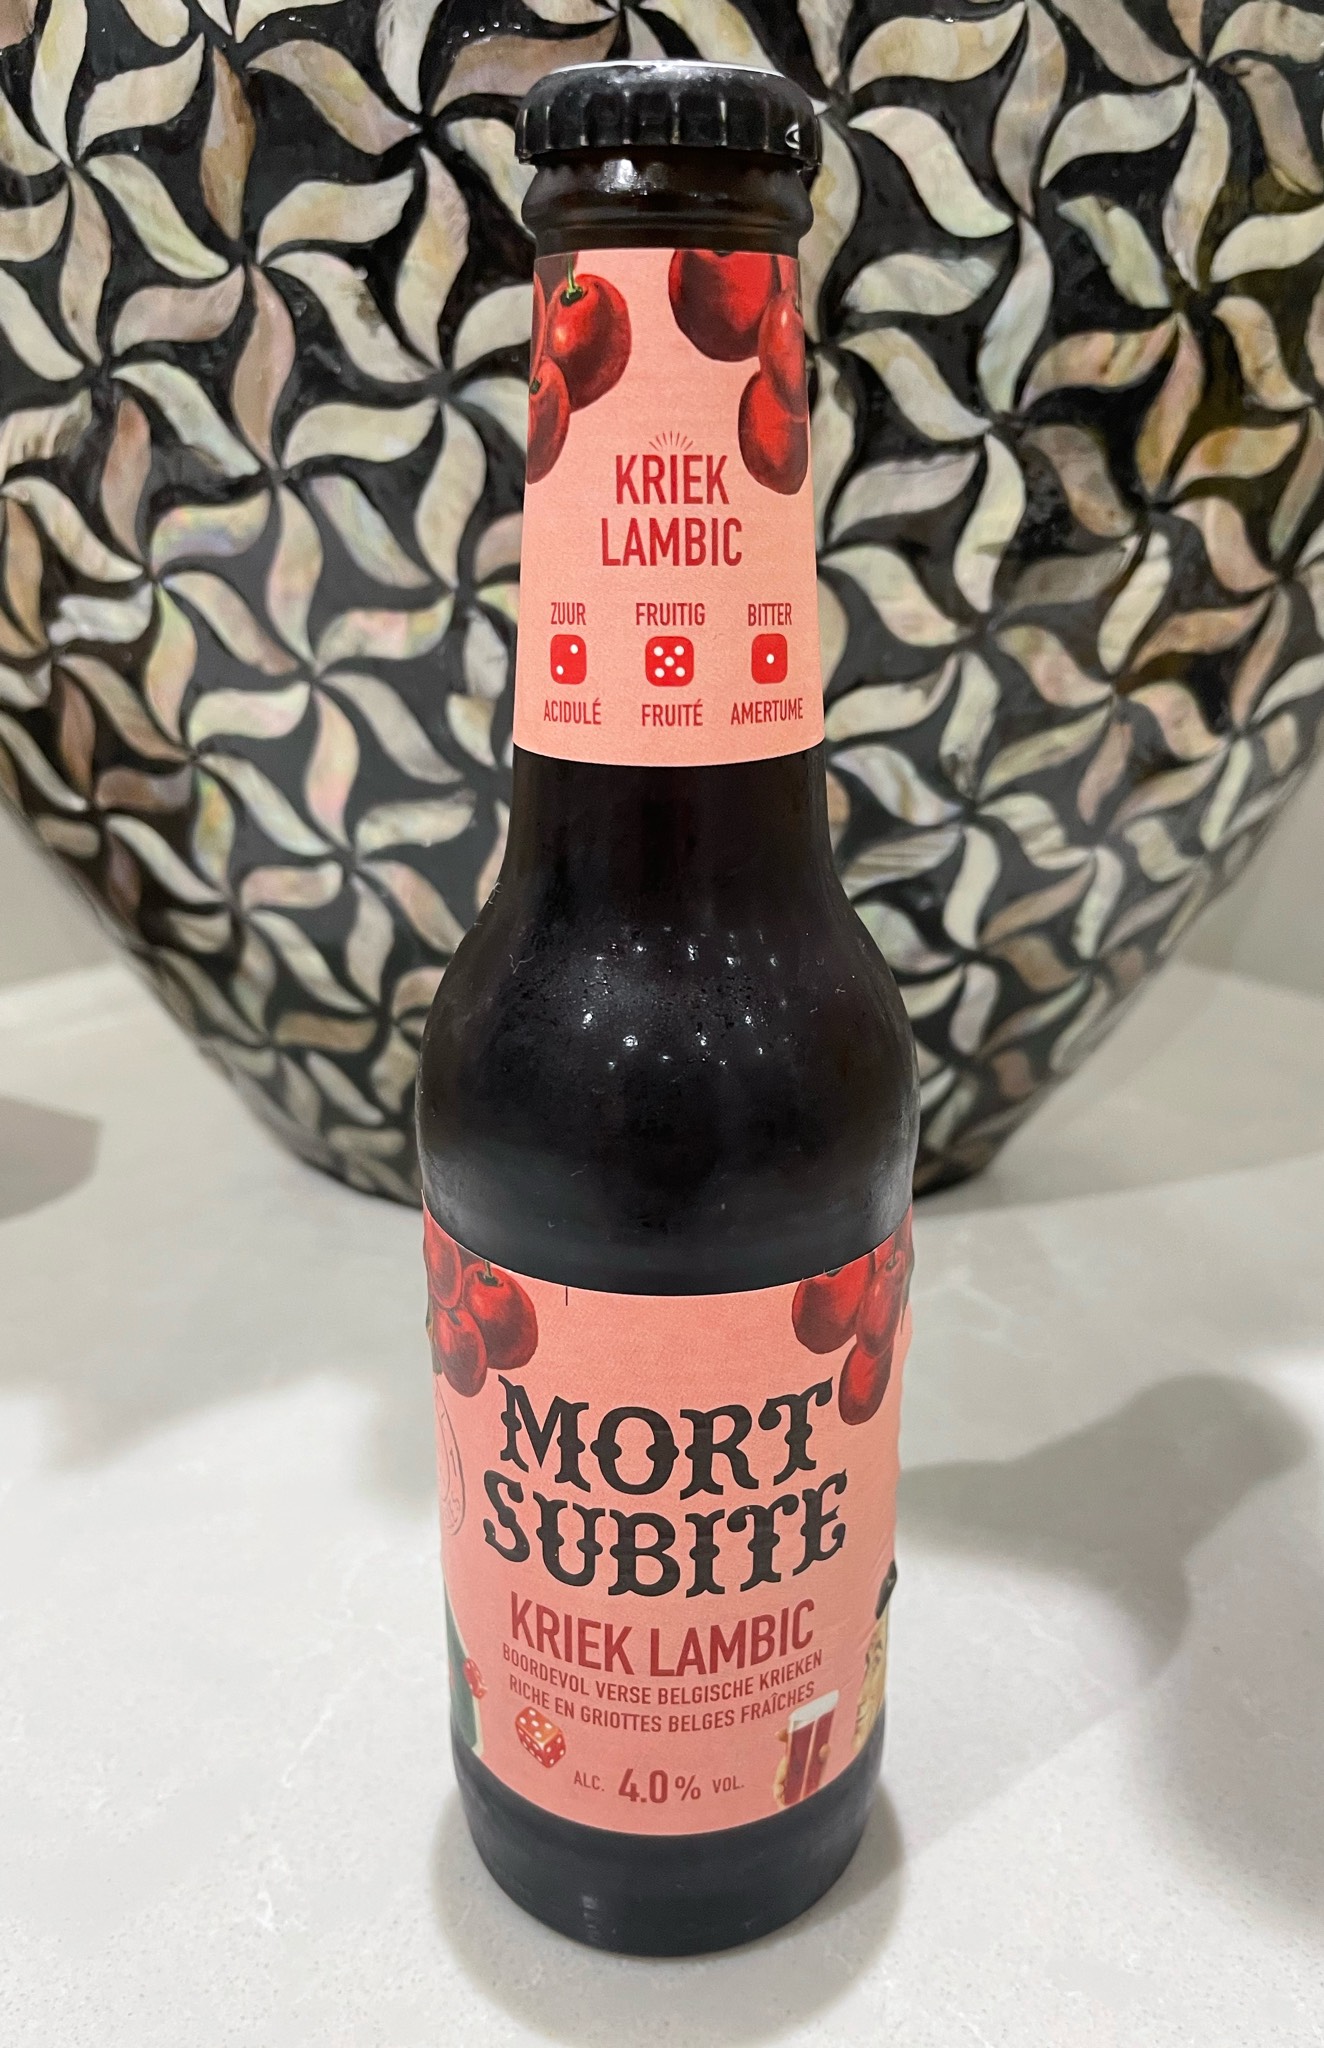 KRIEK
LAMBIC
ZUUR FRUITIG BITTER
ACIDULÉ FRUITÉ AMERTUME
MORT
SUBITE
KRIEK LAMBIC
BOORDEVOL VERSE BELGISCHE KRIEKEN
RICHE EN GRIOTTES BELGES FRAÎCHES
ALC. 4.0% VOL.